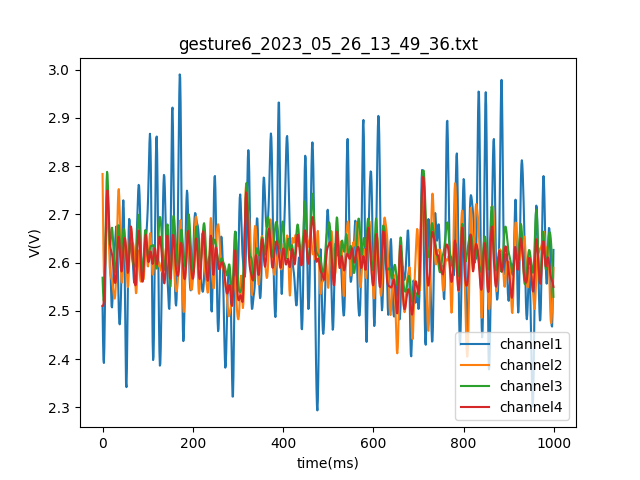 gesture6_2023_05_26_13_49_36.txt
3.0
2.9
2.8
2.7
2.6
2.5
2.4
2.3
V(V)
channel1
channel2
channel3
channel4
0 200 400 600 800 1000
time(ms)